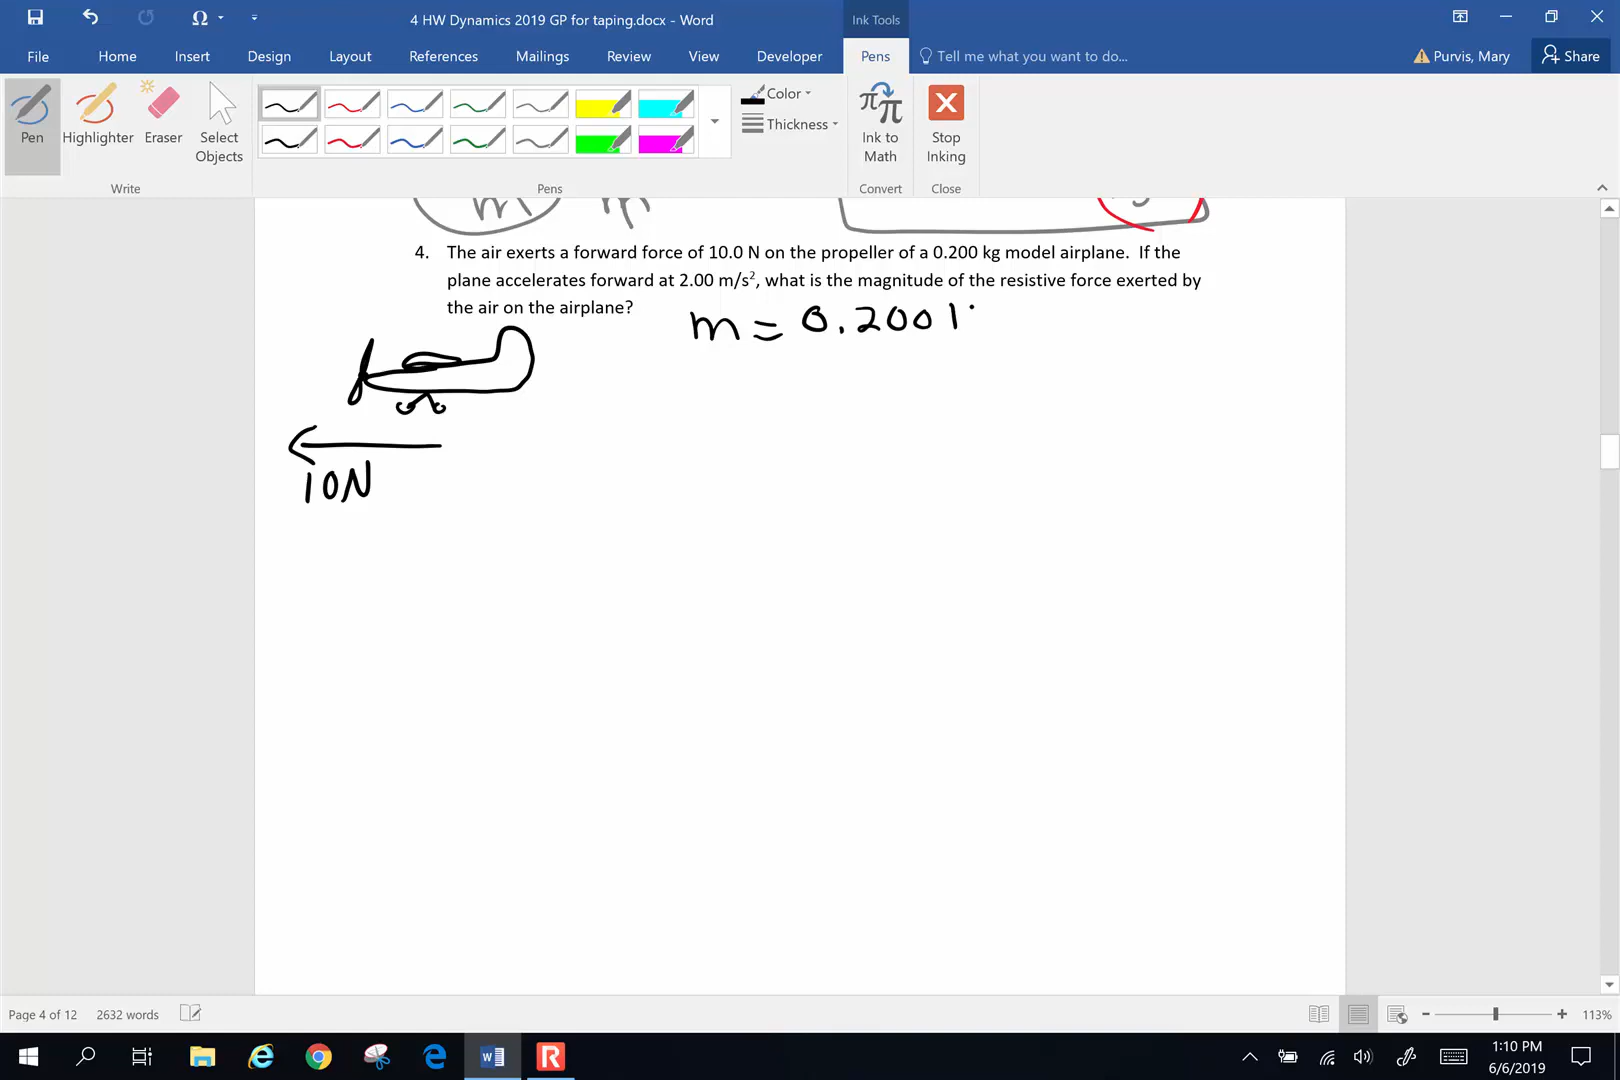 4 HW Dynamics 2019 GP for taping.docx - Word
Ink Tools
File Home Insert Design Layout References Mailings Review View Developer Pens Tell me what you want to do... Purvis, Mary Share
Pen Highlighter Eraser Select Objects
Color
Thickness
Ink to Math
Stop Inking
Write Pens Convert Close
4. The air exerts a forward force of 10.0 N on the propeller of a 0.200 kg model airplane. If the
plane accelerates forward at 2.00 m/s², what is the magnitude of the resistive force exerted by
the air on the airplane?
m = 0.200
10N
Page 4 of 12 2632 words 113%
1:10 PM
6/6/2019